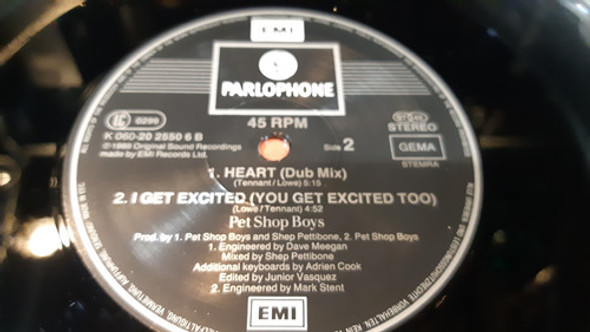 EMI
PARLOPHONE
45 RPM
LC 0299
K 060-20 2550 6 B
℗ 1988 Original Sound Recordings
made by EMI Records Ltd.
STEREO
Side 2
GEMA
STEMRA
1. HEART (Dub Mix)
(Tennant/Lowe) 5:15
2. I GET EXCITED (YOU GET EXCITED TOO)
(Lowe/Tennant) 4:52
Pet Shop Boys
Prod. by 1. Pet Shop Boys and Shep Pettibone, 2. Pet Shop Boys
1. Engineered by Dave Meegan
Mixed by Shep Pettibone
Additional keyboards by Adrien Cook
Edited by Junior Vasquez
2. Engineered by Mark Stent
EMI